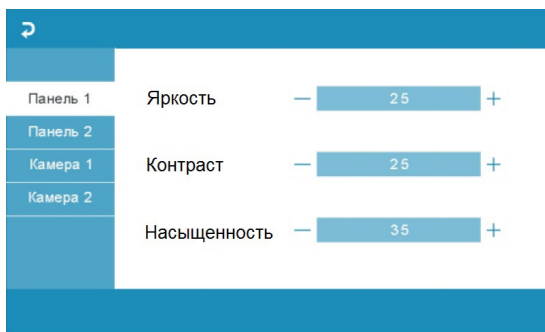 Панель 1
Панель 2
Камера 1
Камера 2
Яркость — 25 +
Контраст — 25 +
Насыщенность — 35 +